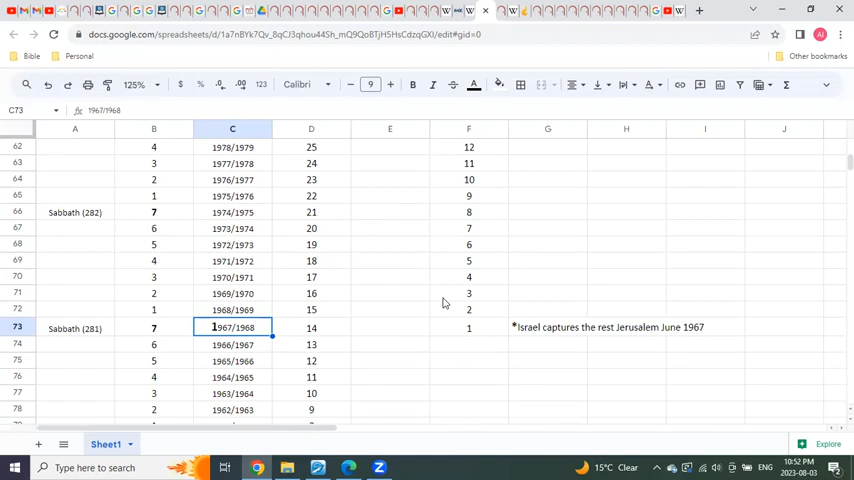 docs.google.com/spreadsheets/d/1a7nBYk7Qv_8qCJ3qhou44Sh_mQ9QoBTjH5HsCdzqGXI/edit#gid=0
Bible Personal Other bookmarks
125% $ % .0 .00 123 Calibri 9 B I A
C73 fx 1967/1968
A B C D E F G H I J
62 4 1978/1979 25 12
63 3 1977/1978 24 11
64 2 1976/1977 23 10
65 1 1975/1976 22 9
66 Sabbath (282) 7 1974/1975 21 8
67 6 1973/1974 20 7
68 5 1972/1973 19 6
69 4 1971/1972 18 5
70 3 1970/1971 17 4
71 2 1969/1970 16 3
72 1 1968/1969 15 2
73 Sabbath (281) 7 1967/1968 14 1 *Israel captures the rest Jerusalem June 1967
74 6 1966/1967 13
75 5 1965/1966 12
76 4 1964/1965 11
77 3 1963/1964 10
78 2 1962/1963 9
Sheet1 Explore
Type here to search 15°C Clear ENG 10:52 PM
2023-08-03